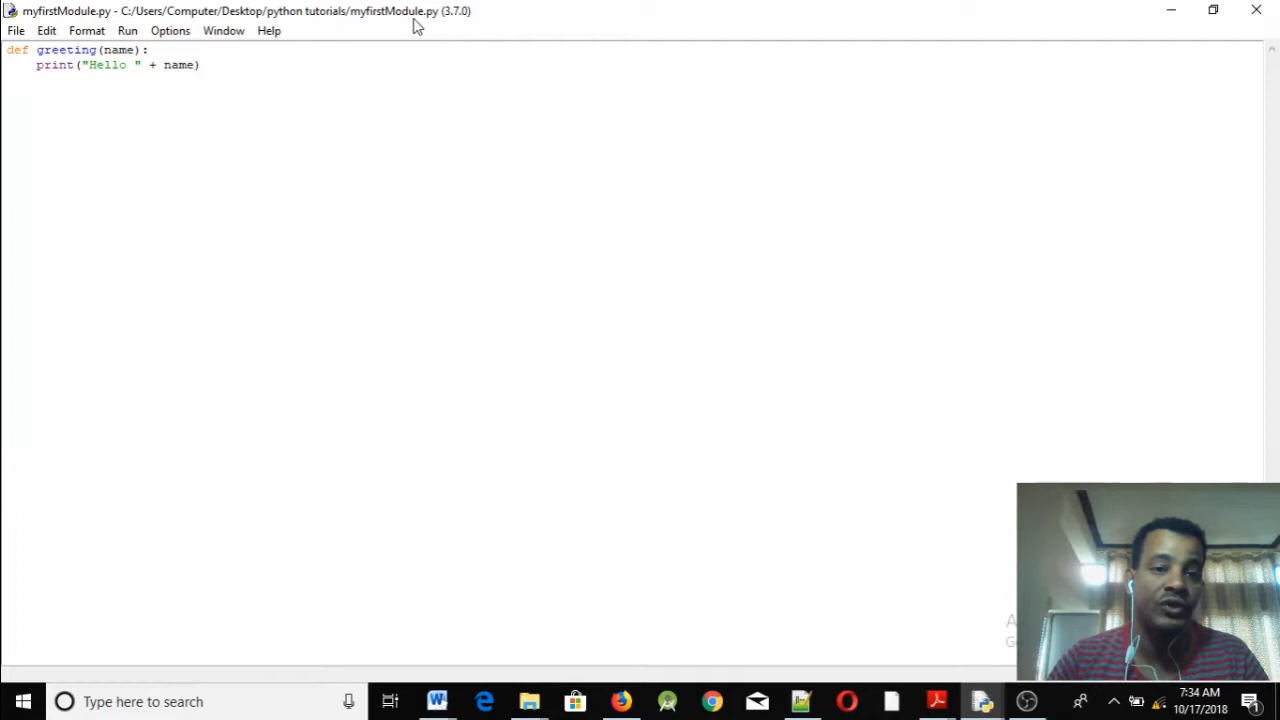 myfirstModule.py - C:/Users/Computer/Desktop/python tutorials/myfirstModule.py (3.7.0)
File Edit Format Run Options Window Help
def greeting(name):
print("Hello " + name)
Type here to search
7:34 AM
10/17/2018
1